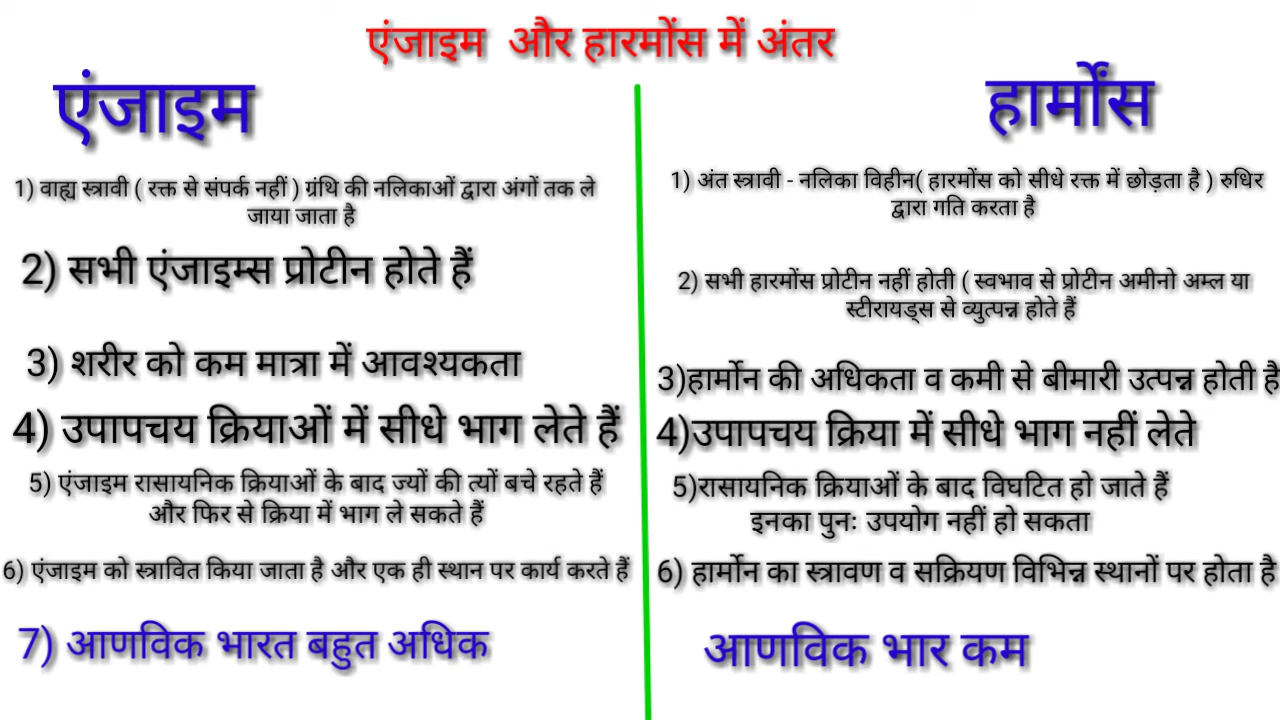 एंजाइम और हारमोंस में अंतर
एंजाइम
1) वाह्य स्त्रावी ( रक्त से संपर्क नहीं ) ग्रंथि की नलिकाओं द्वारा अंगों तक ले
जाया जाता है
2) सभी एंजाइम्स प्रोटीन होते हैं
3) शरीर को कम मात्रा में आवश्यकता
4) उपापचय क्रियाओं में सीधे भाग लेते हैं
5) एंजाइम रासायनिक क्रियाओं के बाद ज्यों की त्यों बचे रहते हैं
और फिर से क्रिया में भाग ले सकते हैं
6) एंजाइम को स्त्रावित किया जाता है और एक ही स्थान पर कार्य करते हैं
7) आणविक भारत बहुत अधिक
हार्मोंस
1) अंत स्त्रावी - नलिका विहीन( हारमोंस को सीधे रक्त में छोड़ता है ) रुधिर
द्वारा गति करता है
2) सभी हारमोंस प्रोटीन नहीं होती ( स्वभाव से प्रोटीन अमीनो अम्ल या
स्टीरायड्स से व्युत्पन्न होते हैं
3)हार्मोन की अधिकता व कमी से बीमारी उत्पन्न होती है
4)उपापचय क्रिया में सीधे भाग नहीं लेते
5)रासायनिक क्रियाओं के बाद विघटित हो जाते हैं
इनका पुनः उपयोग नहीं हो सकता
6) हार्मोन का स्त्रावण व सक्रियण विभिन्न स्थानों पर होता है
आणविक भार कम